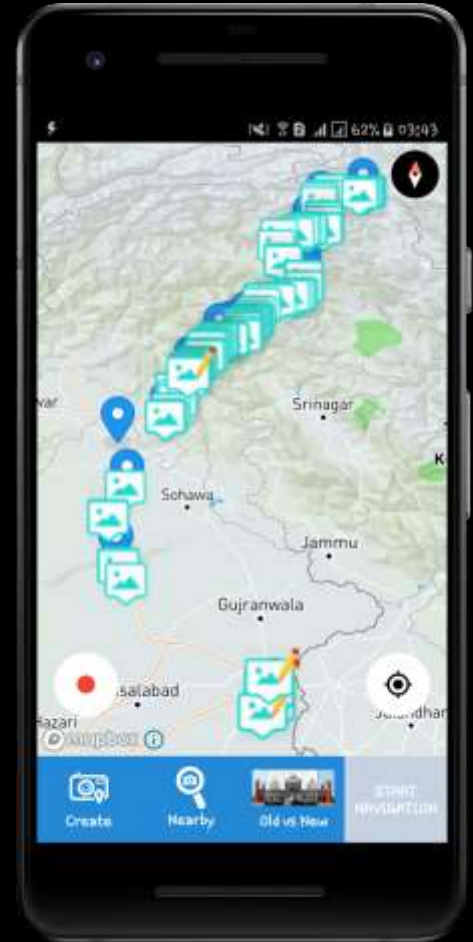 62% 03:43
Srinagar
Sohawa
Jammu
Gujranwala
salabad
Hazari
mapbox
Create
Nearby
Old vs New
START
NAVIGATION